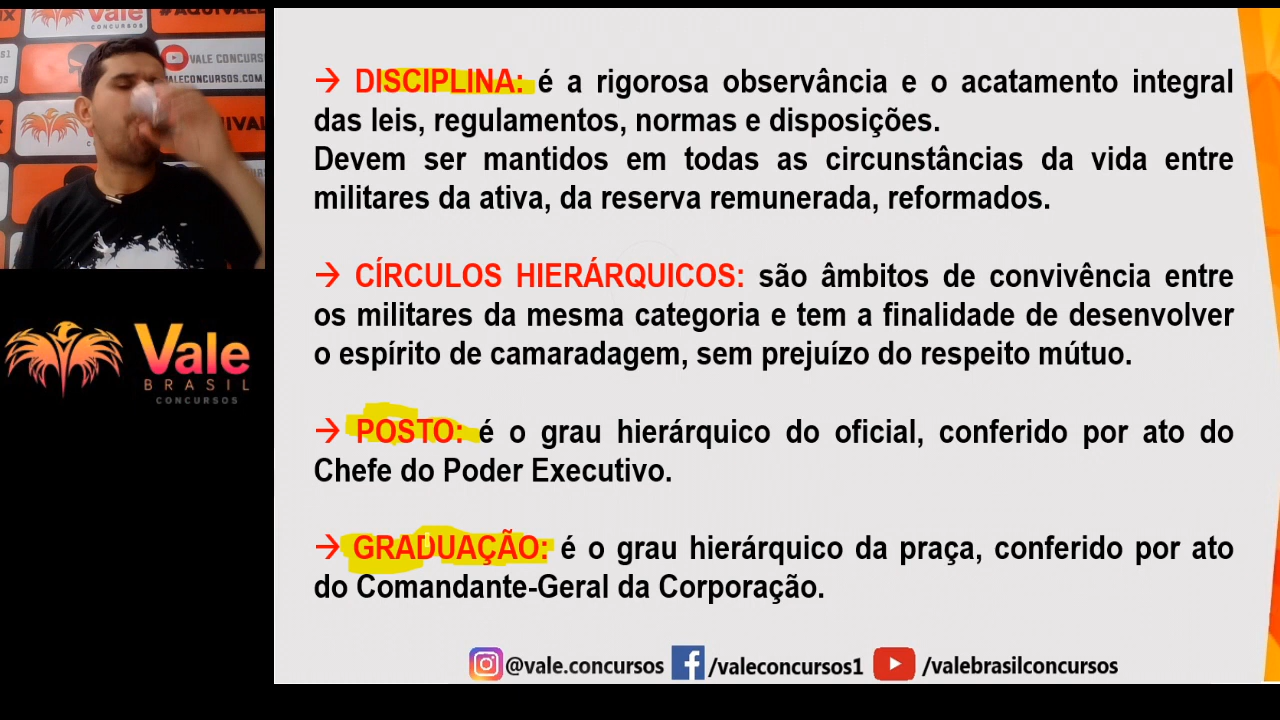 CONCURSOS
#AQUIVALE
VALE CONCURSOS
VALECONCURSOS.COM
→ DISCIPLINA: é a rigorosa observância e o acatamento integral
das leis, regulamentos, normas e disposições.
Devem ser mantidos em todas as circunstâncias da vida entre
militares da ativa, da reserva remunerada, reformados.
→ CÍRCULOS HIERÁRQUICOS: são âmbitos de convivência entre
os militares da mesma categoria e tem a finalidade de desenvolver
o espírito de camaradagem, sem prejuízo do respeito mútuo.
→ POSTO: é o grau hierárquico do oficial, conferido por ato do
Chefe do Poder Executivo.
→ GRADUAÇÃO: é o grau hierárquico da praça, conferido por ato
do Comandante-Geral da Corporação.
Vale
BRASIL
CONCURSOS
@vale.concursos /valeconcursos1 /valebrasilconcursos